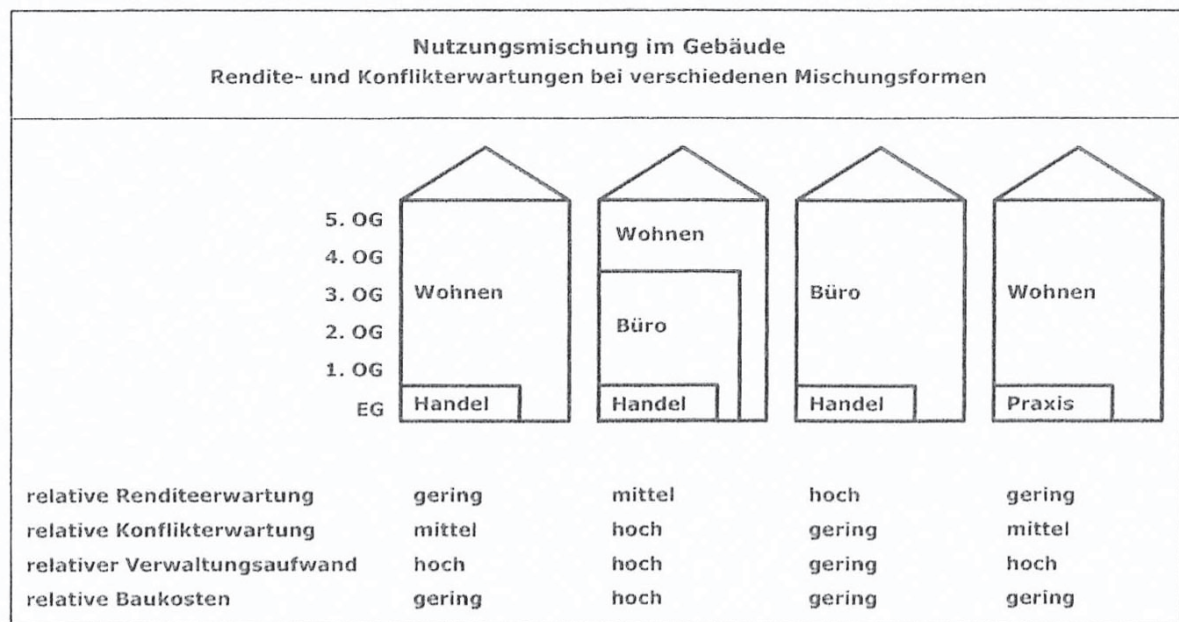 Nutzungsmischung im Gebäude
Rendite- und Konflikterwartungen bei verschiedenen Mischungsformen
5. OG
4. OG
3. OG
2. OG
1. OG
EG
Wohnen
Handel
Wohnen
Büro
Handel
Büro
Handel
Wohnen
Praxis
relative Renditeerwartung gering mittel hoch gering
relative Konflikterwartung mittel hoch gering mittel
relativer Verwaltungsaufwand hoch hoch gering hoch
relative Baukosten gering hoch gering gering